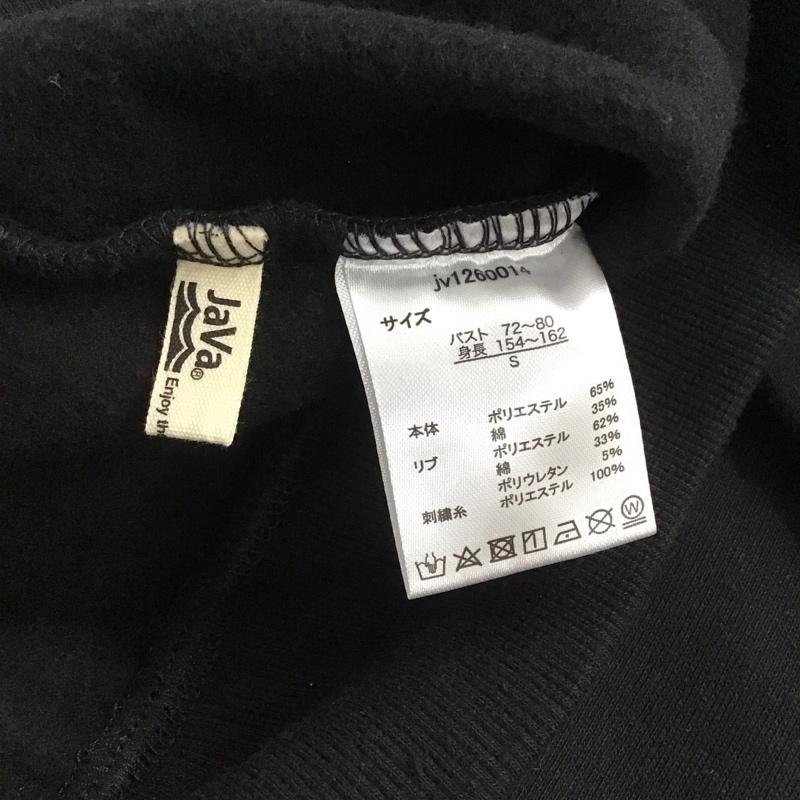 JaVa®
Enjoy th
jv1260014
サイズ
バスト 72～80
身長 154～162
S
本体 ポリエステル 65%
綿 35%
リブ ポリエステル 62%
綿 33%
ポリウレタン 5%
刺繍糸 ポリエステル 100%
W